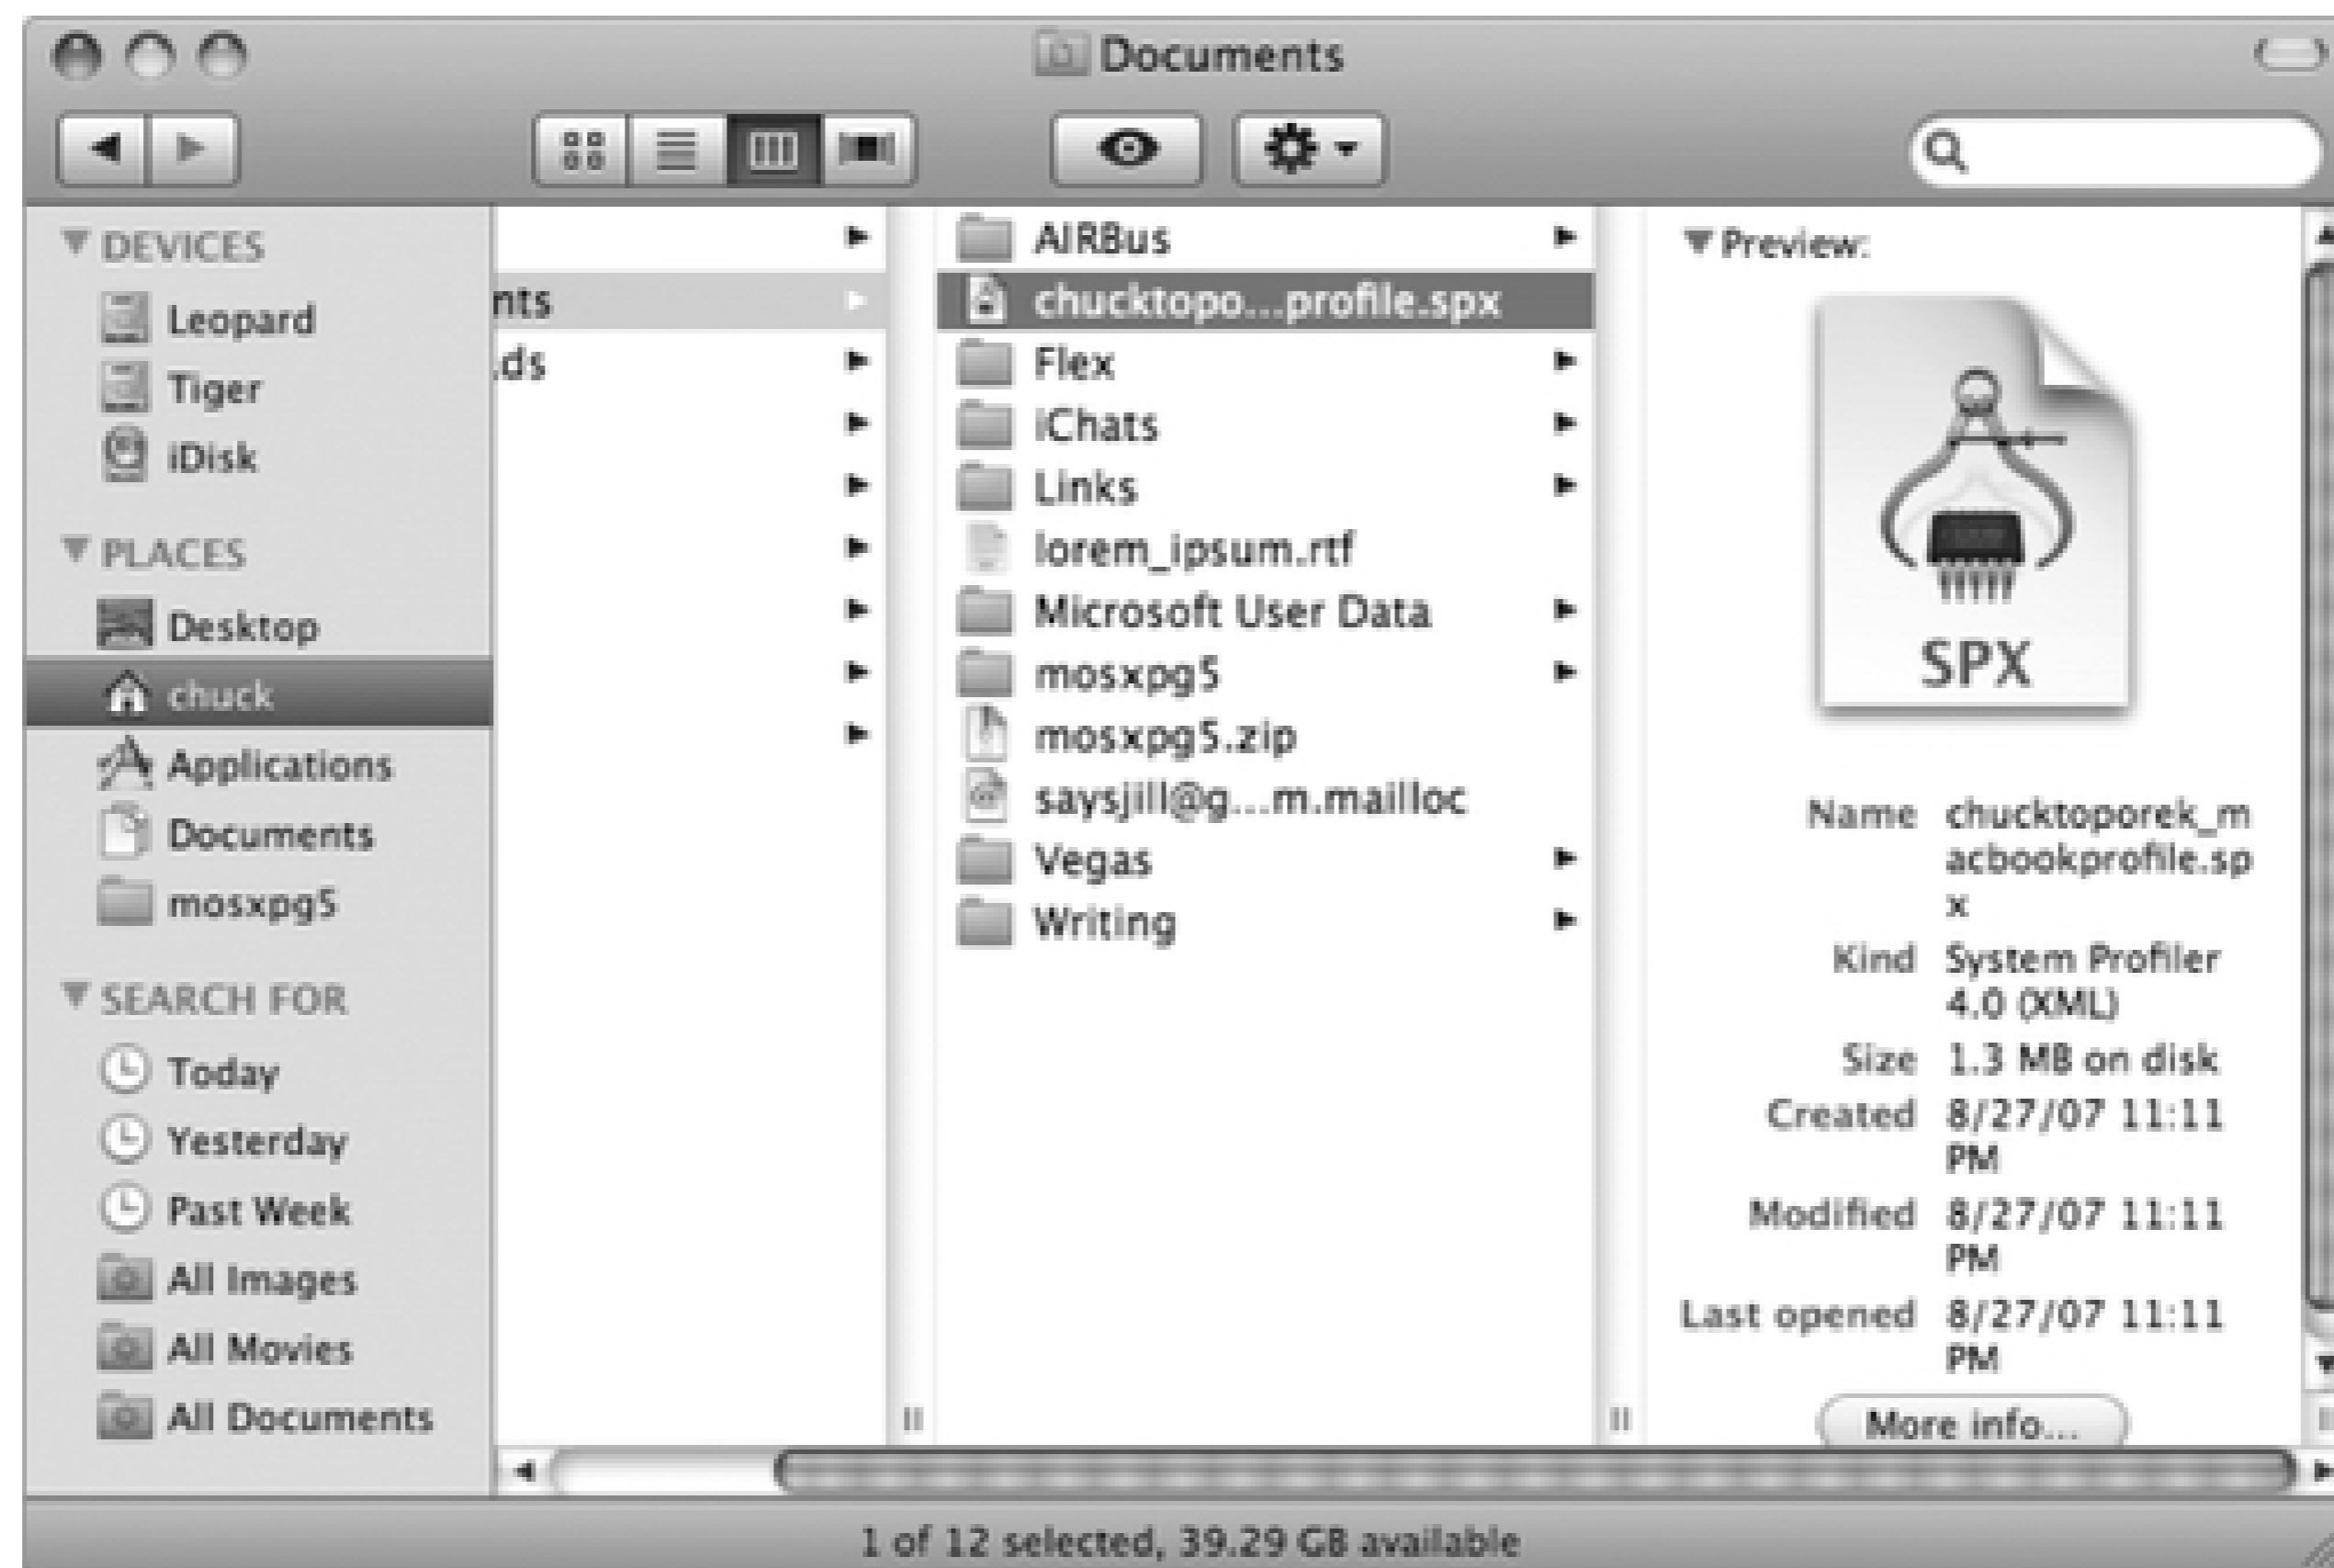 Documents
DEVICES
Leopard
Tiger
iDisk
PLACES
Desktop
chuck
Applications
Documents
mosxpg5
SEARCH FOR
Today
Yesterday
Past Week
All Images
All Movies
All Documents
nts
ds
AIRBus
chucktopo...profile.spx
Flex
iChats
Links
lorem_ipsum.rtf
Microsoft User Data
mosxpg5
mosxpg5.zip
saysjill@g...m.mailloc
Vegas
Writing
Preview:
SPX
Name chucktoporek_m
acbookprofile.sp
x
Kind System Profiler
4.0 (XML)
Size 1.3 MB on disk
Created 8/27/07 11:11
PM
Modified 8/27/07 11:11
PM
Last opened 8/27/07 11:11
PM
More info...
1 of 12 selected, 39.29 GB available